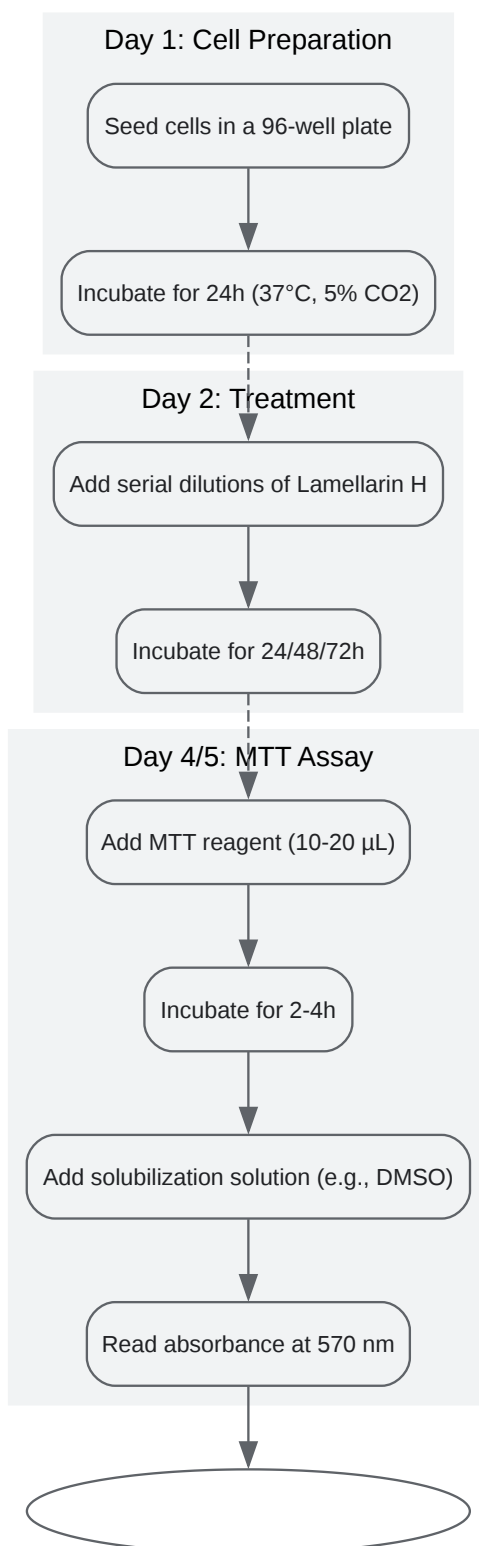 Day 1: Cell Preparation
Seed cells in a 96-well plate
Incubate for 24h (37°C, 5% CO2)
Day 2: Treatment
Add serial dilutions of Lamellarin H
Incubate for 24/48/72h
Day 4/5: MTT Assay
Add MTT reagent (10-20 µL)
Incubate for 2-4h
Add solubilization solution (e.g., DMSO)
Read absorbance at 570 nm